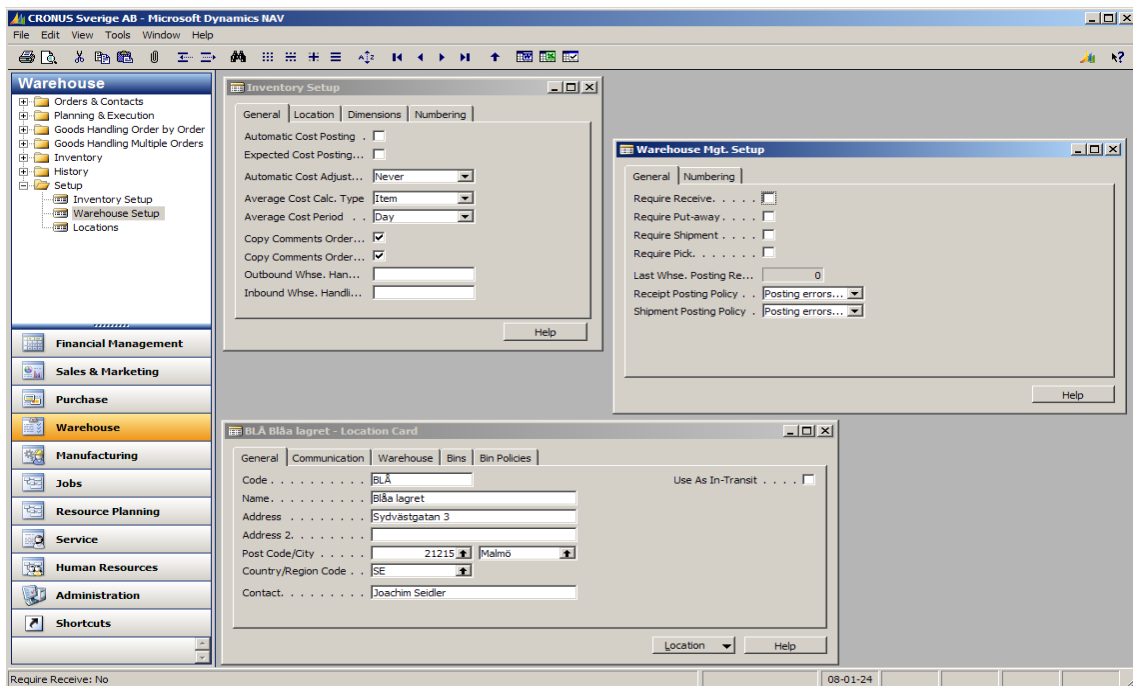 CRONUS Sverige AB - Microsoft Dynamics NAV
File Edit View Tools Window Help
Warehouse
Orders & Contacts
Planning & Execution
Goods Handling Order by Order
Goods Handling Multiple Orders
Inventory
History
Setup
Inventory Setup
Warehouse Setup
Locations
Financial Management
Sales & Marketing
Purchase
Warehouse
Manufacturing
Jobs
Resource Planning
Service
Human Resources
Administration
Shortcuts
Inventory Setup
General Location Dimensions Numbering
Automatic Cost Posting .
Expected Cost Posting...
Automatic Cost Adjust... Never
Average Cost Calc. Type Item
Average Cost Period . . Day
Copy Comments Order...
Copy Comments Order...
Outbound Whse. Han...
Inbound Whse. Handli...
Help
Warehouse Mgt. Setup
General Numbering
Require Receive. . . . .
Require Put-away . . . .
Require Shipment . . . .
Require Pick. . . . . . .
Last Whse. Posting Re... 0
Receipt Posting Policy . . Posting errors...
Shipment Posting Policy . Posting errors...
Help
BLÅ Blåa lagret - Location Card
General Communication Warehouse Bins Bin Policies
Code . . . . . . . . . . BLÅ Use As In-Transit . . . .
Name. . . . . . . . . . Blåa lagret
Address . . . . . . . . Sydvästgatan 3
Address 2. . . . . . . .
Post Code/City . . . . . 21215 Malmö
Country/Region Code . . SE
Contact. . . . . . . . . Joachim Seidler
Location Help
Require Receive: No 08-01-24